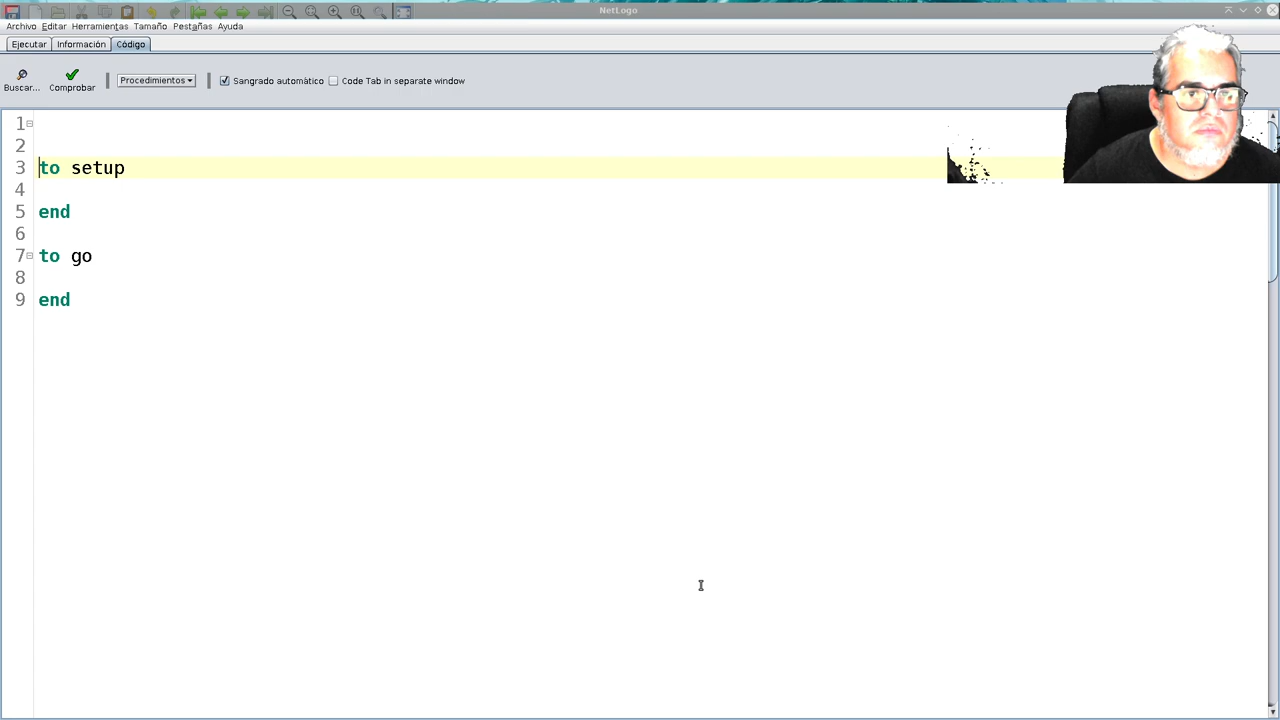 NetLogo
Archivo Editar Herramientas Tamaño Pestañas Ayuda
Ejecutar Información Código
Buscar... Comprobar Procedimientos Sangrado automático Code Tab in separate window
1
2
3 to setup
4
5 end
6
7 to go
8
9 end